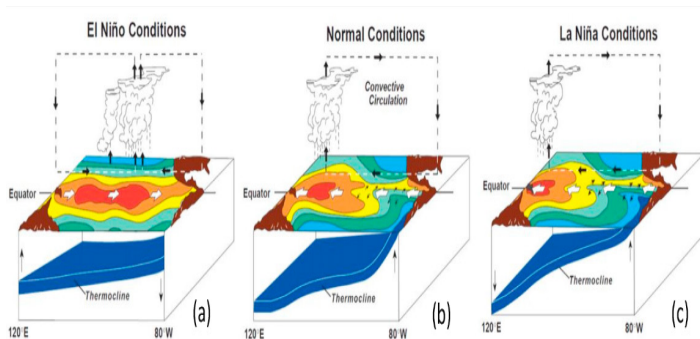 El Niño Conditions
Equator
Thermocline
120°E
80°W
(a)
Normal Conditions
Convective
Circulation
Equator
Thermocline
120°E
80°W
(b)
La Niña Conditions
Equator
Thermocline
120°E
80°W
(c)